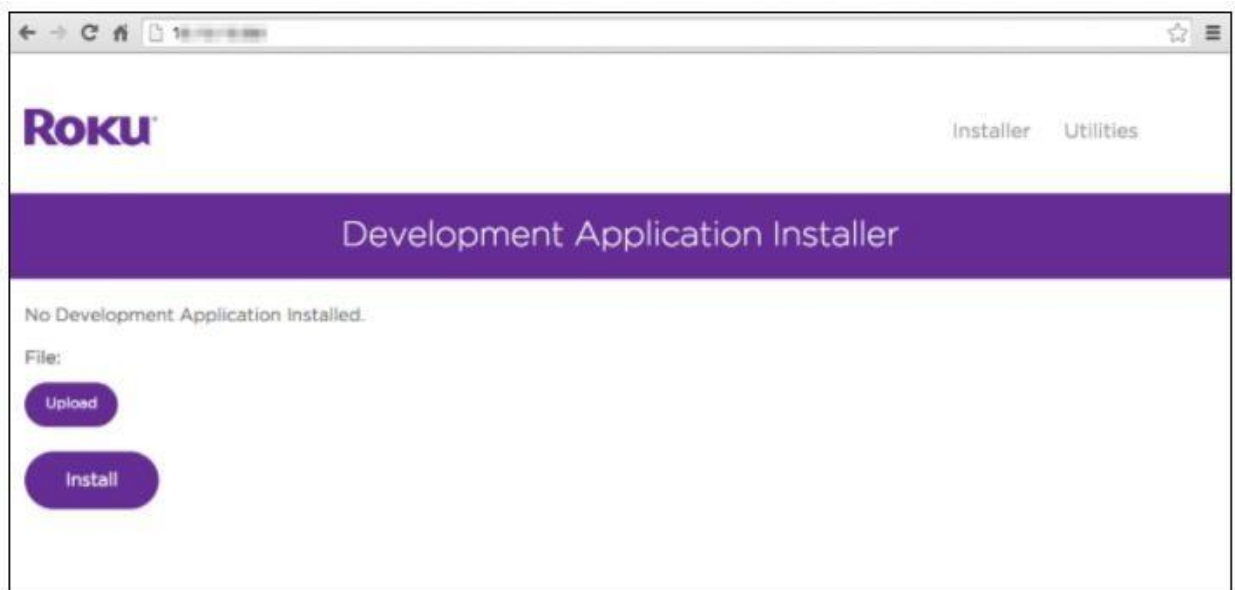 Roku
Installer Utilities
Development Application Installer
No Development Application Installed.
File:
Upload
Install